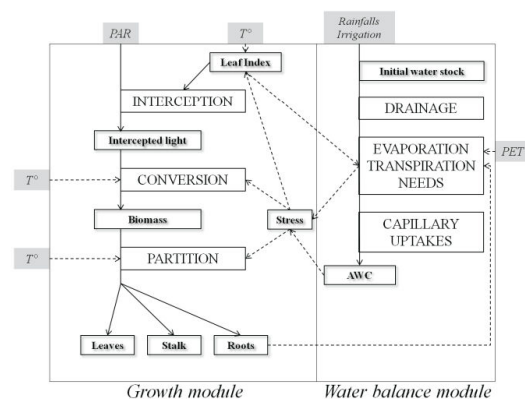 PAR
T°
Rainfalls
Irrigation
Leaf Index
Initial water stock
INTERCEPTION
DRAINAGE
Intercepted light
EVAPORATION
TRANSPIRATION
NEEDS
PET
T°
CONVERSION
Biomass
Stress
CAPILLARY
UPTAKES
T°
PARTITION
AWC
Leaves
Stalk
Roots
Growth module
Water balance module